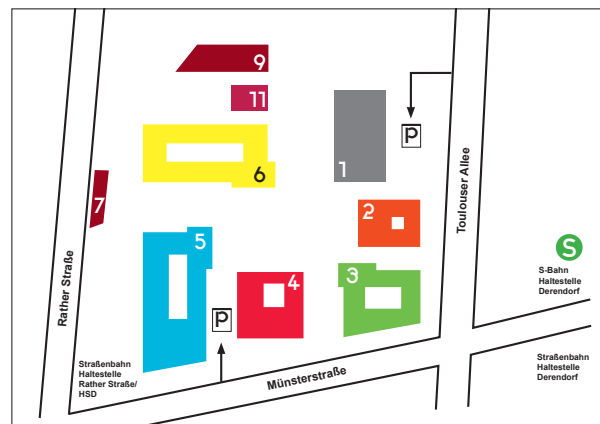 9
11
P
6
1
7
2
5
Toulouser Allee
S
3
4
S-Bahn
Haltestelle
Derendorf
Rather Straße
P
Straßenbahn
Haltestelle
Rather Straße/
HSD
Münsterstraße
Straßenbahn
Haltestelle
Derendorf